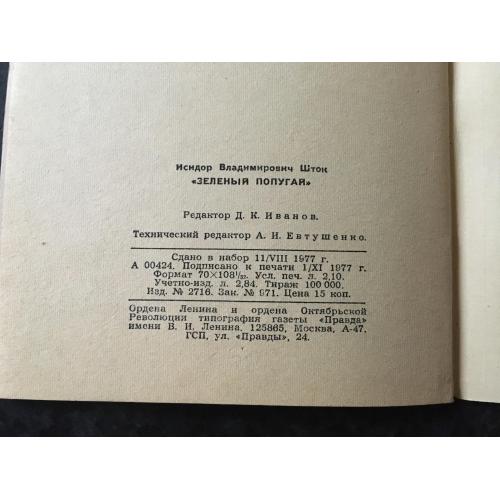 Исидор Владимирович Шток
«ЗЕЛЕНЫЙ ПОПУГАЙ»
Редактор Д. К. Иванов.
Технический редактор А. И. Евтушенко.
Сдано в набор 11/VIII 1977 г.
А 00424. Подписано к печати 1/XI 1977 г.
Формат 70×108¹/₃₂. Усл. печ. л. 2,10.
Учетно-изд. л. 2,84. Тираж 100 000.
Изд. № 2716. Зак. № 971. Цена 15 коп.
Ордена Ленина и ордена Октябрьской
Революции типография газеты «Правда»
имени В. И. Ленина, 125865, Москва, А-47,
ГСП, ул. «Правды», 24.